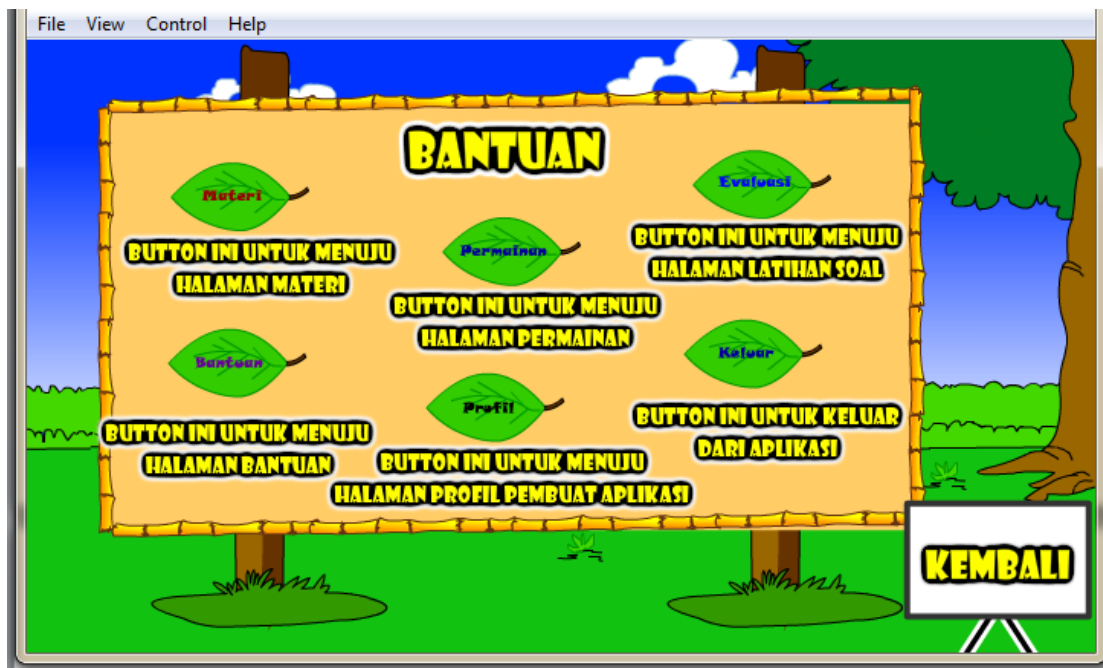 File View Control Help
BANTUAN
Materi
BUTTON INI UNTUK MENUJU
HALAMAN MATERI
Permainan
BUTTON INI UNTUK MENUJU
HALAMAN PERMAINAN
Evaluasi
BUTTON INI UNTUK MENUJU
HALAMAN LATIHAN SOAL
Bantuan
BUTTON INI UNTUK MENUJU
HALAMAN BANTUAN
Profil
BUTTON INI UNTUK MENUJU
HALAMAN PROFIL PEMBUAT APLIKASI
Keluar
BUTTON INI UNTUK KELUAR
DARI APLIKASI
KEMBALI